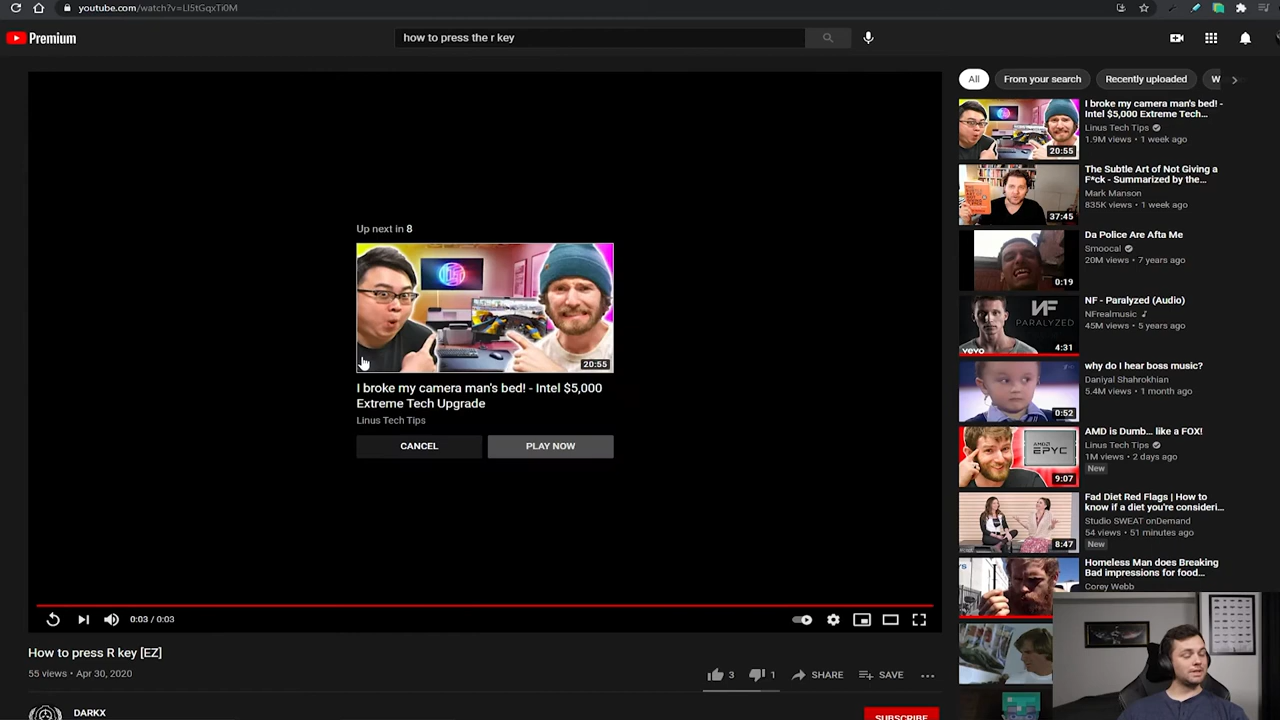 youtube.com/watch?v=LI5tGqxTi0M
Premium
how to press the r key
All
From your search
Recently uploaded
W
Up next in 8
20:55
I broke my camera man's bed! - Intel $5,000
Extreme Tech Upgrade
Linus Tech Tips
CANCEL
PLAY NOW
0:03 / 0:03
How to press R key [EZ]
55 views • Apr 30, 2020
3
1
SHARE
SAVE
DARKX
SUBSCRIBE
20:55
I broke my camera man's bed! -
Intel $5,000 Extreme Tech...
Linus Tech Tips
1.9M views • 1 week ago
37:45
The Subtle Art of Not Giving a
F*ck - Summarized by the...
Mark Manson
835K views • 1 week ago
0:19
Da Police Are Afta Me
Smoocal
20M views • 7 years ago
NF
PARALYZED
vevo
4:31
NF - Paralyzed (Audio)
NFrealmusic
45M views • 5 years ago
0:52
why do I hear boss music?
Daniyal Shahrokhian
5.4M views • 1 month ago
AMD
EPYC
9:07
AMD is Dumb... like a FOX!
Linus Tech Tips
1M views • 2 days ago
New
8:47
Fad Diet Red Flags | How to
know if a diet you're consideri...
Studio SWEAT onDemand
54 views • 51 minutes ago
New
Homeless Man does Breaking
Bad impressions for food...
Corey Webb